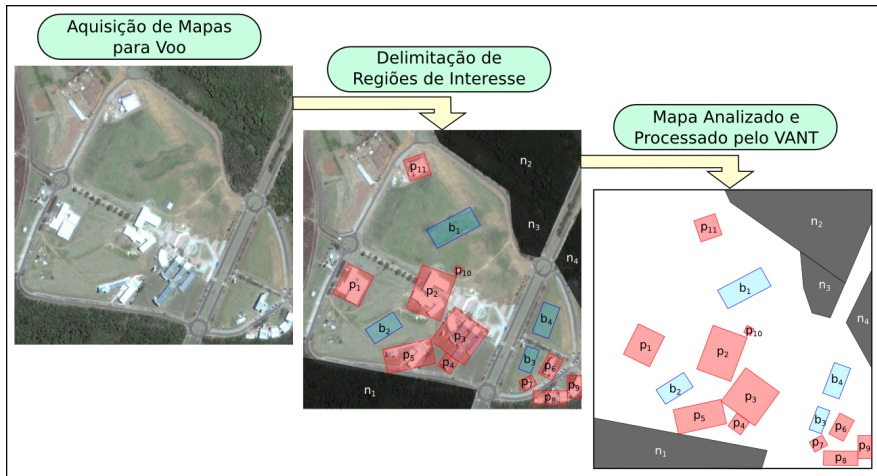 Aquisição de Mapas
para Voo
Delimitação de
Regiões de Interesse
Mapa Analizado e
Processado pelo VANT
n2
p11
b1
n3
n4
p10
p1
p2
b2
b4
p3
p5
p4
b3
p6
p7
p9
p8
n1
n2
p11
n3
b1
n4
p10
p1
p2
b4
b2
p3
p5
p4
b3
p6
p7
p9
p8
n1